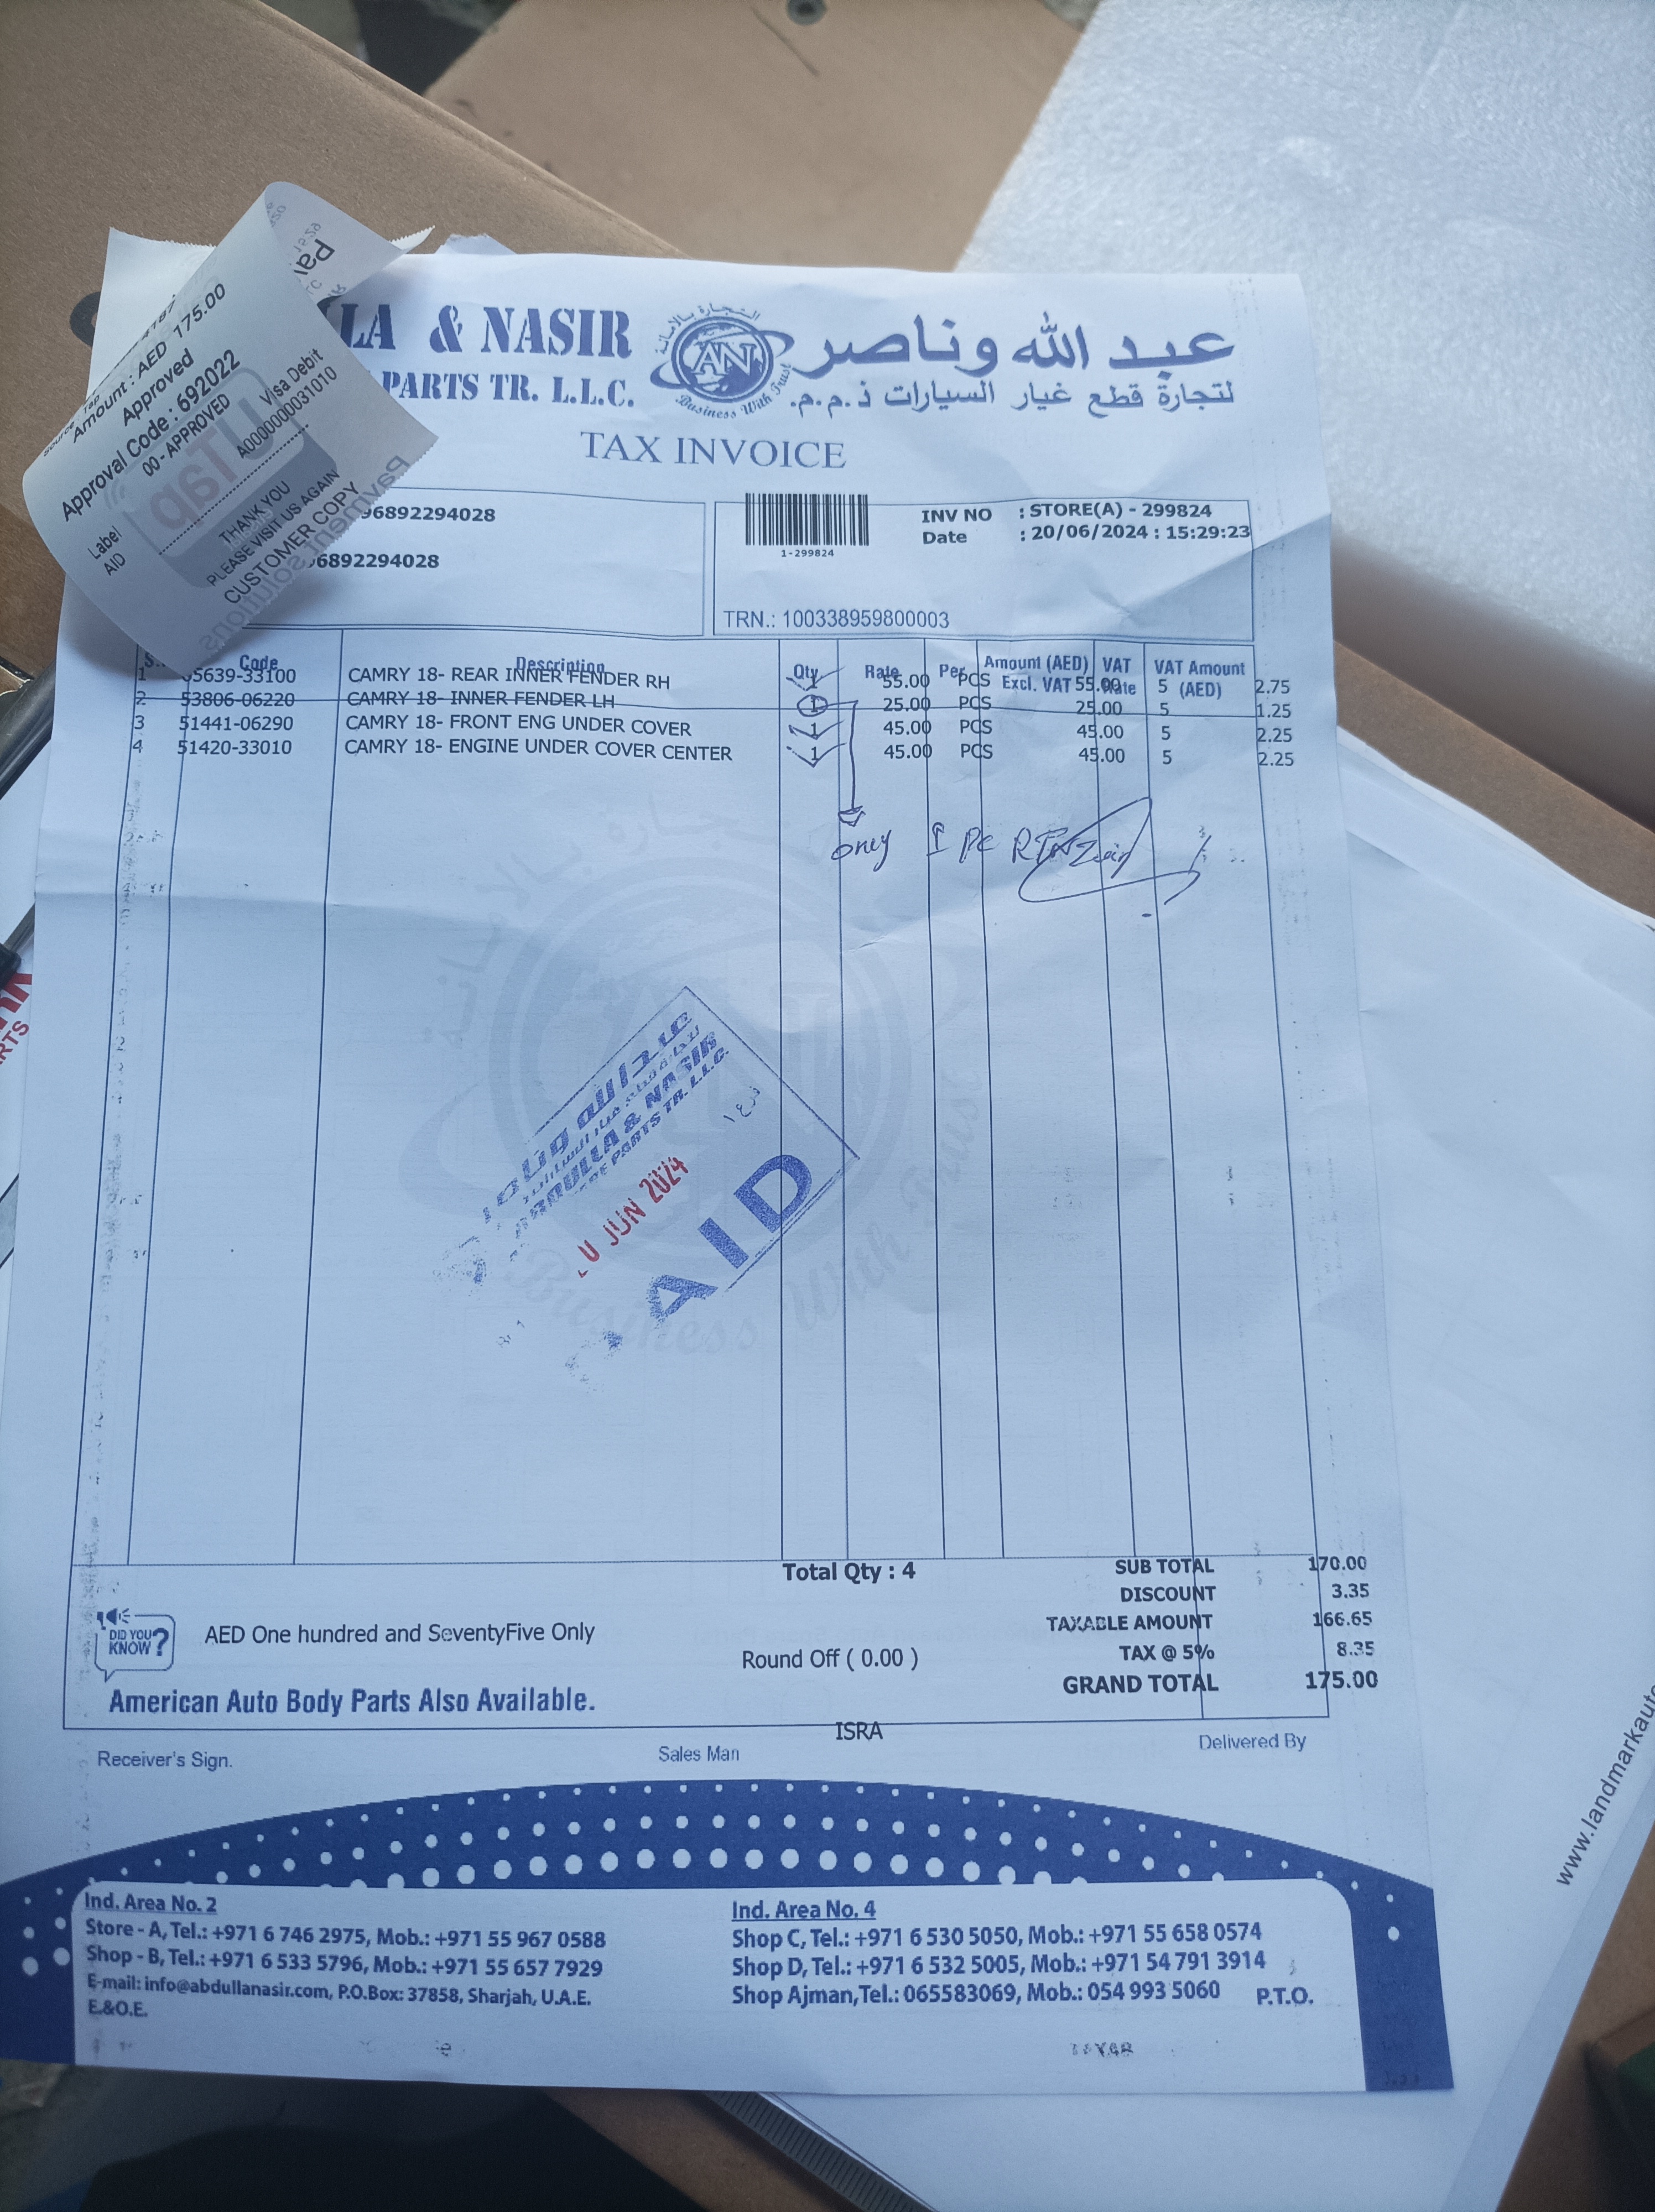 Amount : AED 175.00
Approved
Approval Code : 692022
00 - APPROVED
Label Visa Debit
AID A0000000031010
THANK YOU
PLEASE VISIT US AGAIN
CUSTOMER COPY
& NASIR
PARTS TR. L.L.C.
عبد الله وناصر
لتجارة قطع غيار السيارات ذ.م.م.
AN
Business With Trust
TAX INVOICE
96892294028
6892294028
1-299824
INV NO : STORE(A) - 299824
Date : 20/06/2024 : 15:29:23
TRN.: 100338959800003
Code Description Qty Rate Per Amount (AED) Excl. VAT VAT Rate VAT Amount (AED)
1 65639-33100 CAMRY 18- REAR INNER FENDER RH 1 55.00 PCS 55.00 5 2.75
2 53806-06220 CAMRY 18- INNER FENDER LH 1 25.00 PCS 25.00 5 1.25
3 51441-06290 CAMRY 18- FRONT ENG UNDER COVER 1 45.00 PCS 45.00 5 2.25
4 51420-33010 CAMRY 18- ENGINE UNDER COVER CENTER 1 45.00 PCS 45.00 5 2.25
only 1 PC
& NASIR
PARTS TR. L.L.C.
JUN 2024
AID
Business With Trust
Total Qty : 4
SUB TOTAL 170.00
DISCOUNT 3.35
TAXABLE AMOUNT 166.65
TAX @ 5% 8.35
GRAND TOTAL 175.00
DID YOU KNOW?
AED One hundred and SeventyFive Only
Round Off ( 0.00 )
American Auto Body Parts Also Available.
ISRA
Receiver's Sign. Sales Man Delivered By
Ind. Area No. 2
Store - A, Tel.: +971 6 746 2975, Mob.: +971 55 967 0588
Shop - B, Tel.: +971 6 533 5796, Mob.: +971 55 657 7929
E-mail: info@abdullanasir.com, P.O.Box: 37858, Sharjah, U.A.E.
E.&O.E.
Ind. Area No. 4
Shop C, Tel.: +971 6 530 5050, Mob.: +971 55 658 0574
Shop D, Tel.: +971 6 532 5005, Mob.: +971 54 791 3914
Shop Ajman, Tel.: 065583069, Mob.: 054 993 5060 P.T.O.
www.landmarkauto